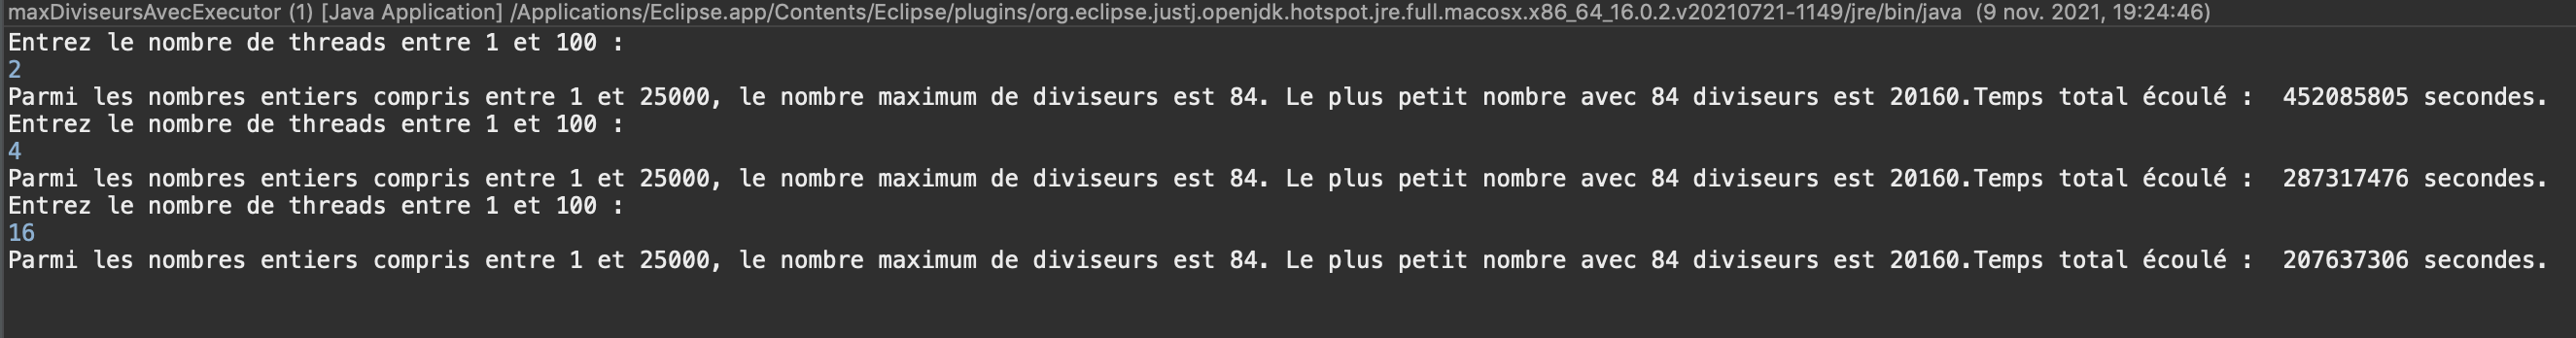 maxDiviseursAvecExecutor (1) [Java Application] /Applications/Eclipse.app/Contents/Eclipse/plugins/org.eclipse.justj.openjdk.hotspot.jre.full.macosx.x86_64_16.0.2.v20210721-1149/jre/bin/java (9 nov. 2021, 19:24:46)
Entrez le nombre de threads entre 1 et 100 :
2
Parmi les nombres entiers compris entre 1 et 25000, le nombre maximum de diviseurs est 84. Le plus petit nombre avec 84 diviseurs est 20160.Temps total écoulé :  452085805 secondes.
Entrez le nombre de threads entre 1 et 100 :
4
Parmi les nombres entiers compris entre 1 et 25000, le nombre maximum de diviseurs est 84. Le plus petit nombre avec 84 diviseurs est 20160.Temps total écoulé :  287317476 secondes.
Entrez le nombre de threads entre 1 et 100 :
16
Parmi les nombres entiers compris entre 1 et 25000, le nombre maximum de diviseurs est 84. Le plus petit nombre avec 84 diviseurs est 20160.Temps total écoulé :  207637306 secondes.